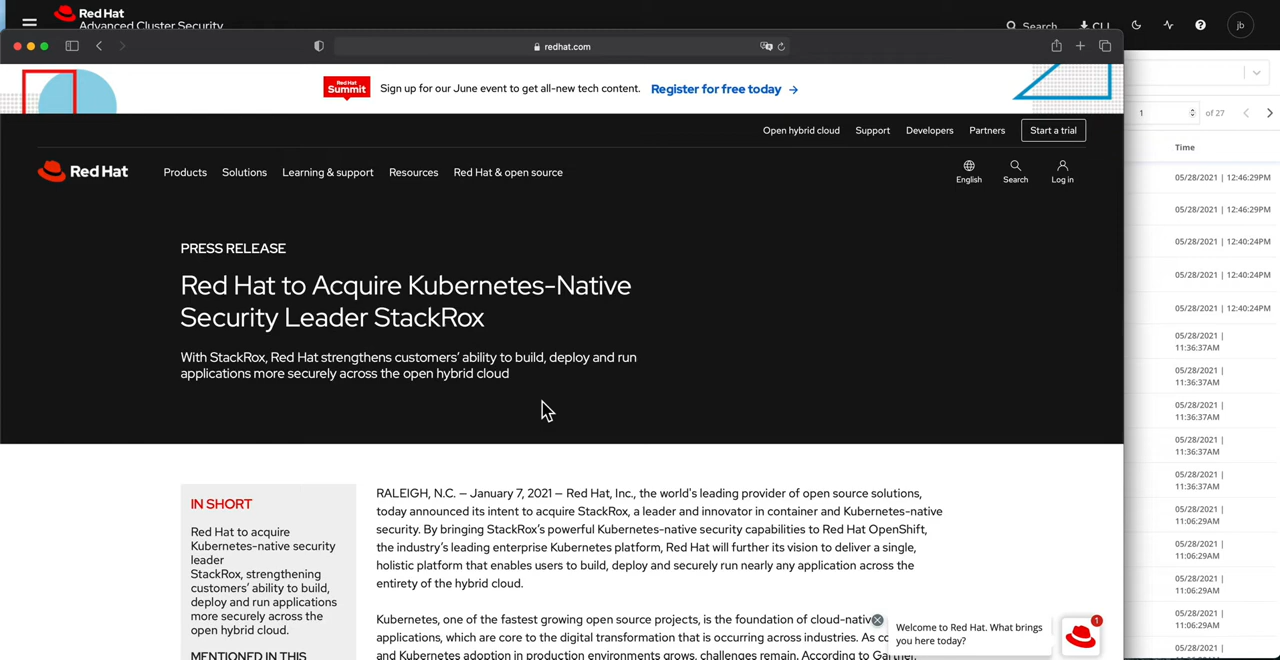 Red Hat
Advanced Cluster Security
Search
CLI
jb
redhat.com
Red Hat
Summit
Sign up for our June event to get all-new tech content.
Register for free today →
1
of 27
Open hybrid cloud
Support
Developers
Partners
Start a trial
Time
Red Hat
Products
Solutions
Learning & support
Resources
Red Hat & open source
English
Search
Log in
05/28/2021 | 12:46:29PM
05/28/2021 | 12:46:29PM
05/28/2021 | 12:40:24PM
05/28/2021 | 12:40:24PM
05/28/2021 | 12:40:24PM
05/28/2021 |
11:36:37AM
05/28/2021 |
11:36:37AM
05/28/2021 |
11:36:37AM
05/28/2021 |
11:36:37AM
05/28/2021 |
11:36:37AM
05/28/2021 |
11:06:29AM
05/28/2021 |
11:06:29AM
05/28/2021 |
11:06:29AM
05/28/2021 |
11:06:29AM
05/28/2021 |
PRESS RELEASE
Red Hat to Acquire Kubernetes-Native
Security Leader StackRox
With StackRox, Red Hat strengthens customers’ ability to build, deploy and run
applications more securely across the open hybrid cloud
IN SHORT
Red Hat to acquire
Kubernetes-native security
leader
StackRox, strengthening
customers’ ability to build,
deploy and run applications
more securely across the
open hybrid cloud.
MENTIONED IN THIS
RALEIGH, N.C. — January 7, 2021 — Red Hat, Inc., the world's leading provider of open source solutions,
today announced its intent to acquire StackRox, a leader and innovator in container and Kubernetes-native
security. By bringing StackRox’s powerful Kubernetes-native security capabilities to Red Hat OpenShift,
the industry’s leading enterprise Kubernetes platform, Red Hat will further its vision to deliver a single,
holistic platform that enables users to build, deploy and securely run nearly any application across the
entirety of the hybrid cloud.
Kubernetes, one of the fastest growing open source projects, is the foundation of cloud-native
applications, which are core to the digital transformation that is occurring across industries. As
and Kubernetes adoption in production environments grows, challenges remain. According to Gartner,
Welcome to Red Hat. What brings
you here today?
1